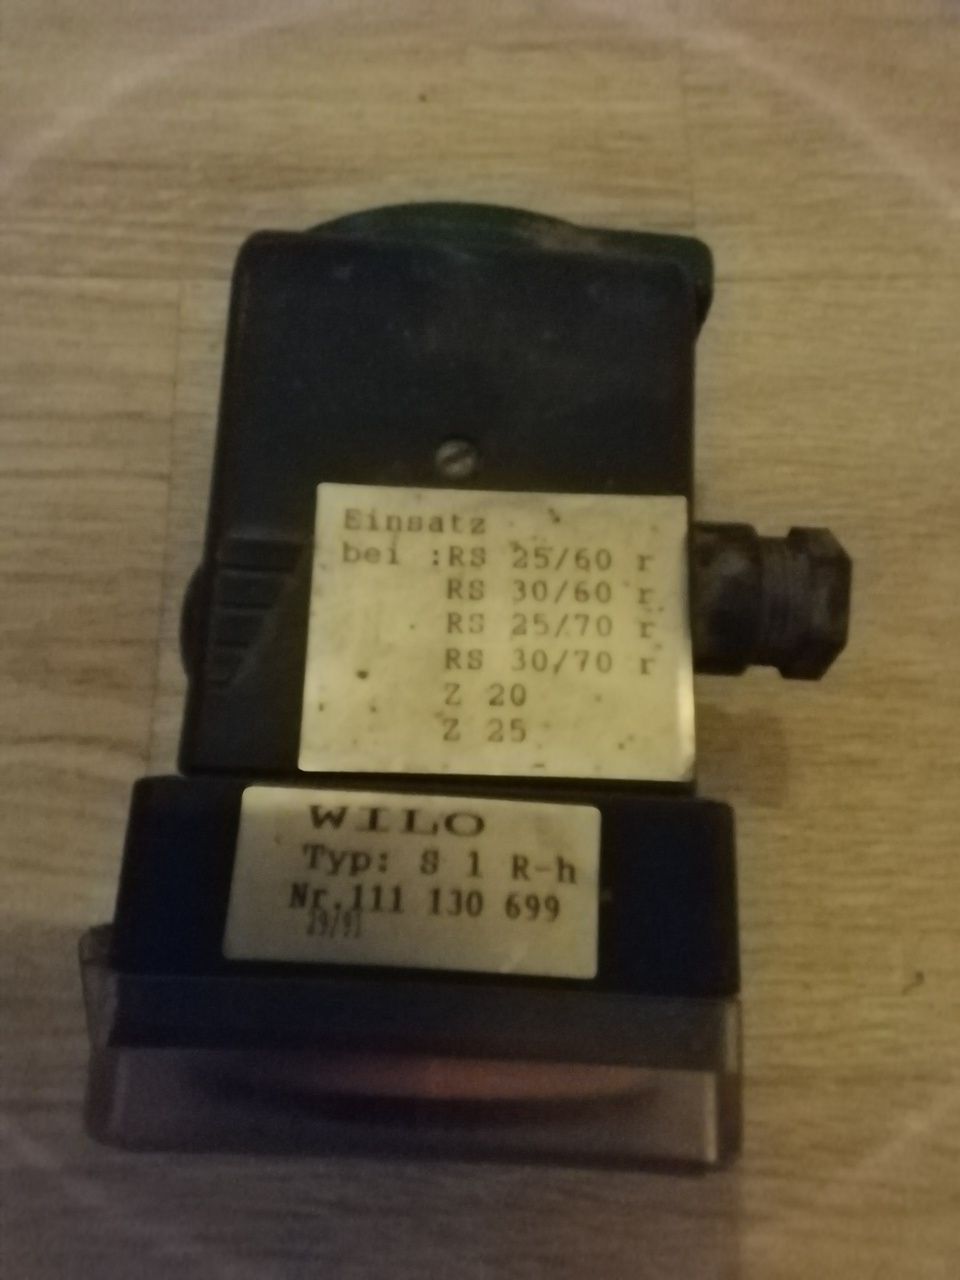 Einsatz
bei :RS 25/60 r
RS 30/60 r
RS 25/70 r
RS 30/70 r
Z 20
Z 25
WILO
Typ: S 1 R-h
Nr.111 130 699